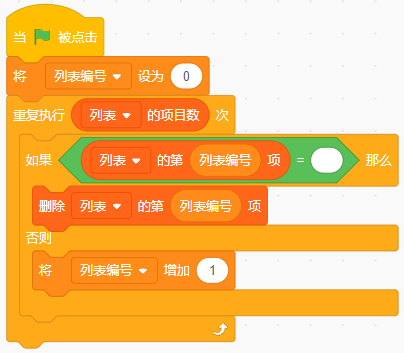 当 被点击
将 列表编号 设为 0
重复执行 列表 的项目数 次
如果 列表 的第 列表编号 项 = 那么
删除 列表 的第 列表编号 项
否则
将 列表编号 增加 1